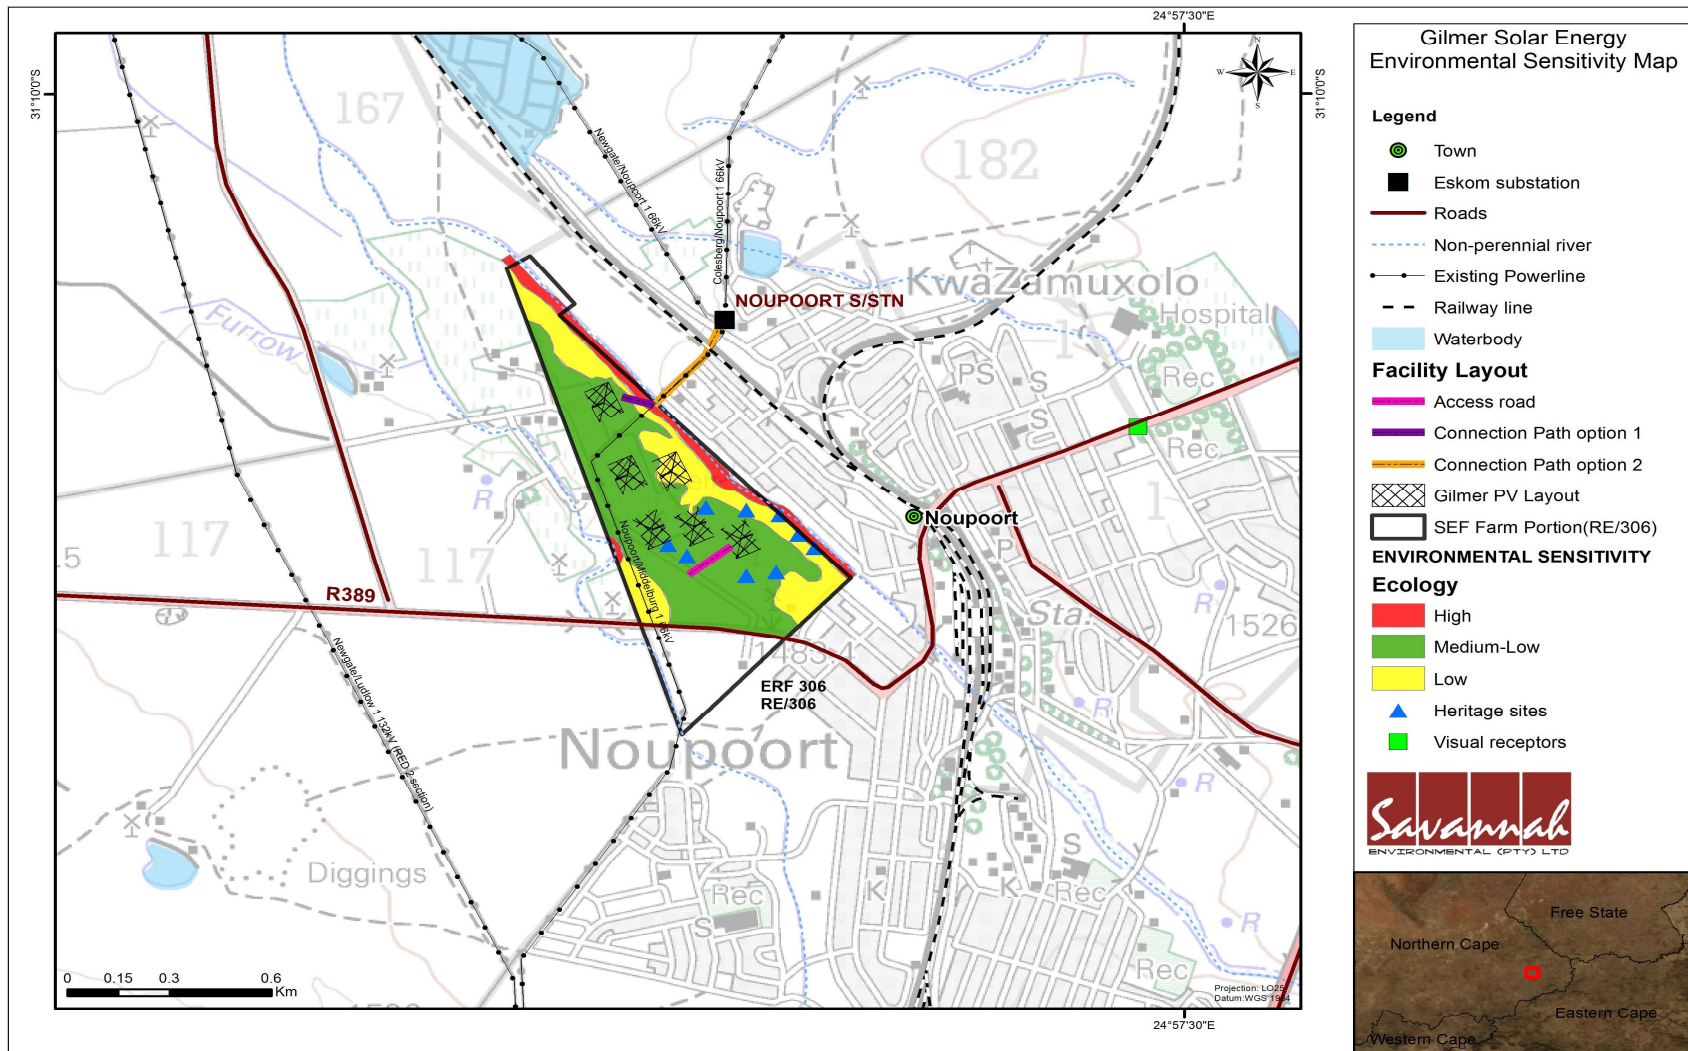 24°57'30"E
31°10'0"S
31°10'0"S
N
W
E
S
167
182
Newgate/Noupoort 1 66kV
Colesberg/Noupoort 1 66kV
KwaZamuxolo
NOUPOORT S/STN
Hospital
Furrow
PS
S
S
Rec
Rec
R
117
117
1
1
Noupoort
P
Sta.
R389
Noupoort/Middelburg 1 66kV
1483.4
1526
ERF 306
RE/306
Newgate/Ludlow 1 132kV (RED 2 section)
Noupoort
R
R
R
R
Diggings
Rec
S
K
K
S
Rec
Rec
L
0 0.15 0.3 0.6
Km
Projection: LO25
Datum:WGS 1984
24°57'30"E
Gilmer Solar Energy
Environmental Sensitivity Map
Legend
Town
Eskom substation
Roads
Non-perennial river
Existing Powerline
Railway line
Waterbody
Facility Layout
Access road
Connection Path option 1
Connection Path option 2
Gilmer PV Layout
SEF Farm Portion(RE/306)
ENVIRONMENTAL SENSITIVITY
Ecology
High
Medium-Low
Low
Heritage sites
Visual receptors
Savannah
ENVIRONMENTAL (PTY) LTD
Free State
Northern Cape
Eastern Cape
Western Cape